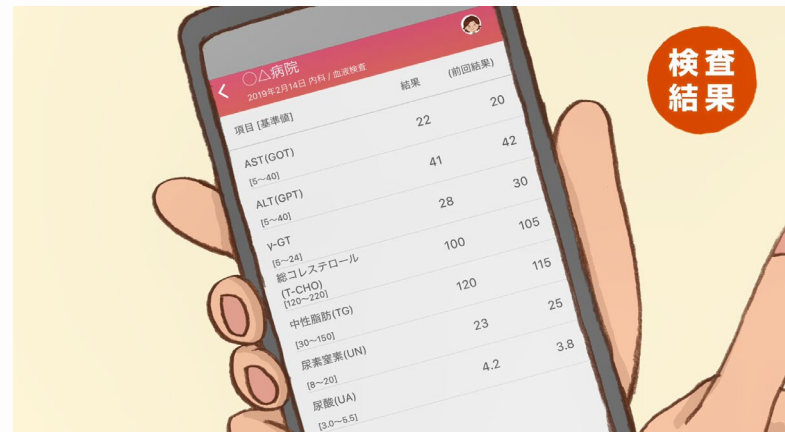 ○△病院
2019年2月14日 内科 / 血液検査
項目 [基準値] 結果 (前回結果)
AST(GOT) 22 20
[5〜40]
ALT(GPT) 41 42
[5〜40]
γ-GT 28 30
[6〜24]
総コレステロール
(T-CHO) 100 105
[120〜220]
中性脂肪(TG) 120 115
[30〜150]
尿素窒素(UN) 23 25
[8〜20]
尿酸(UA) 4.2 3.8
[3.0〜5.5]
検査
結果